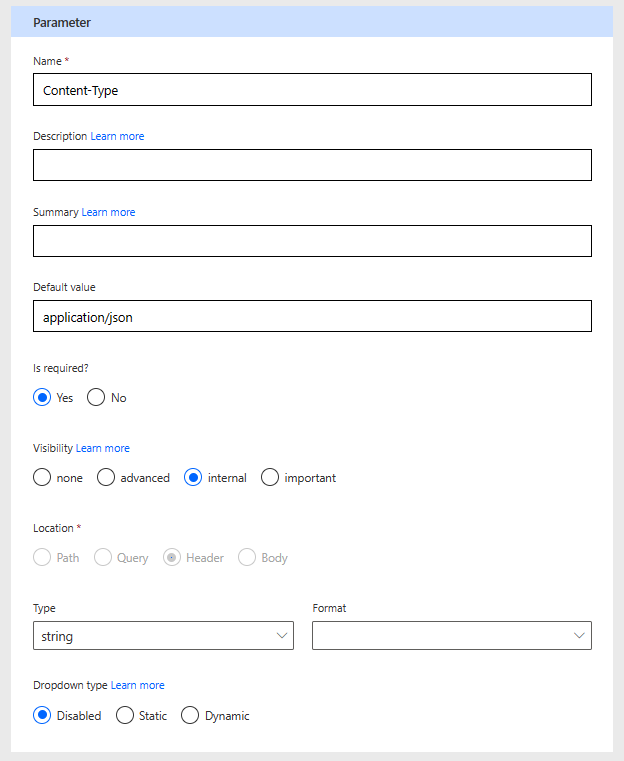 Parameter
Name *
Content-Type
Description Learn more
Summary Learn more
Default value
application/json
Is required?
Yes No
Visibility Learn more
none advanced internal important
Location *
Path Query Header Body
Type Format
string
Dropdown type Learn more
Disabled Static Dynamic